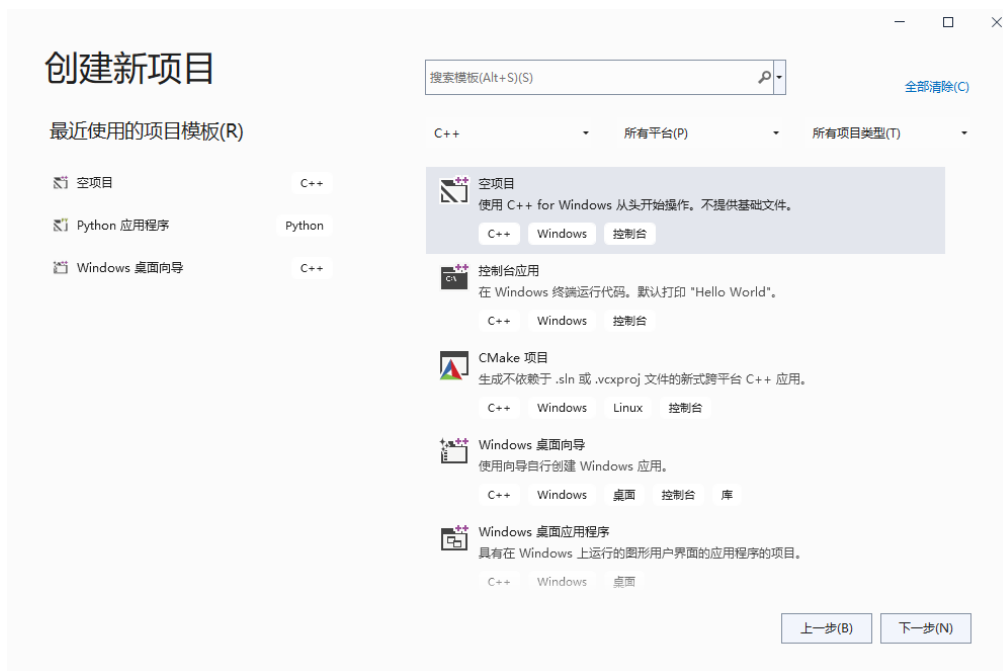 创建新项目
搜索模板(Alt+S)(S)
全部清除(C)
最近使用的项目模板(R)
C++
所有平台(P)
所有项目类型(T)
空项目
C++
Python 应用程序
Python
Windows 桌面向导
C++
空项目
使用 C++ for Windows 从头开始操作。不提供基础文件。
C++ Windows 控制台
控制台应用
在 Windows 终端运行代码。默认打印 "Hello World"。
C++ Windows 控制台
CMake 项目
生成不依赖于 .sln 或 .vcxproj 文件的新式跨平台 C++ 应用。
C++ Windows Linux 控制台
Windows 桌面向导
使用向导自行创建 Windows 应用。
C++ Windows 桌面 控制台 库
Windows 桌面应用程序
具有在 Windows 上运行的图形用户界面的应用程序的项目。
C++ Windows 桌面
上一步(B)
下一步(N)